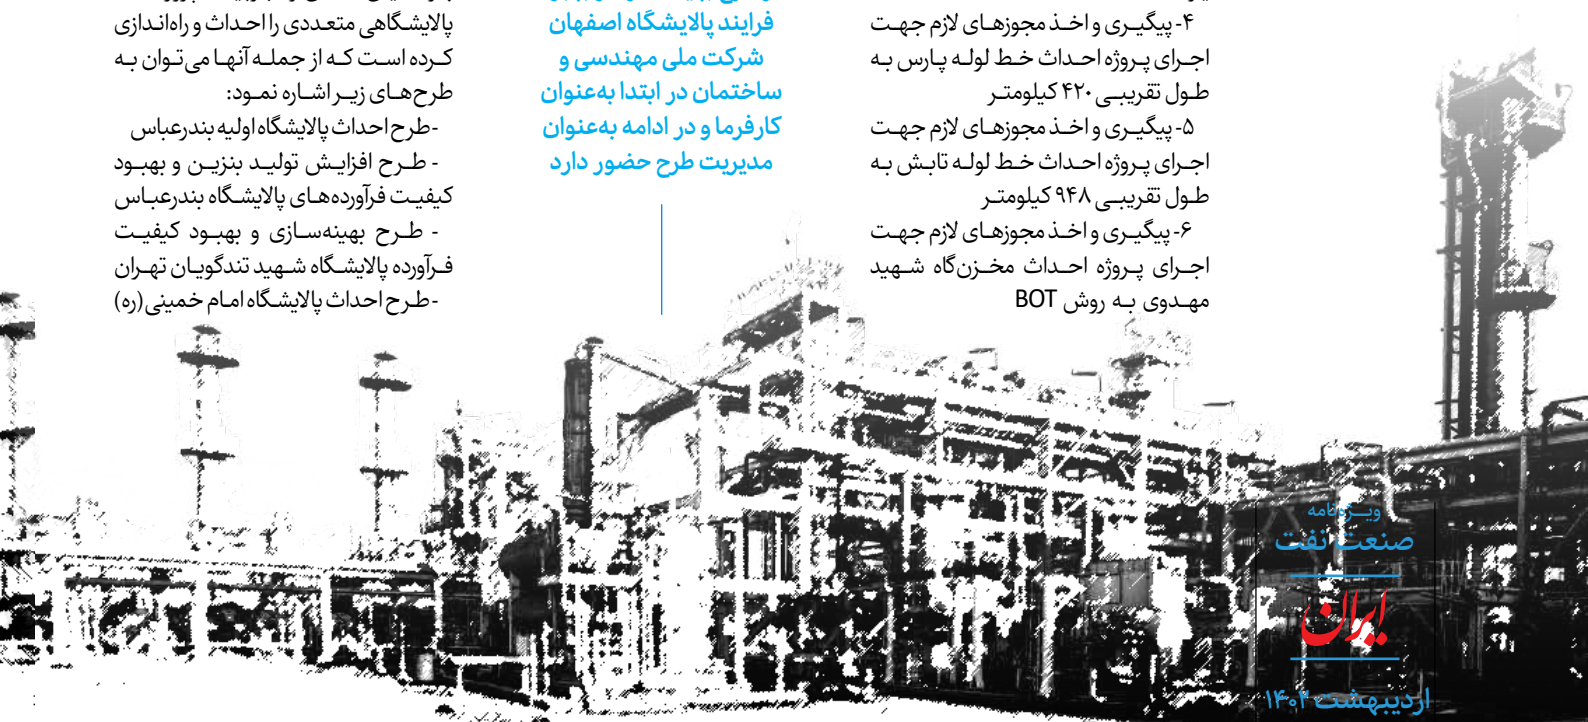 ۴- پیگیری و اخذ مجوزهای لازم جهت
اجرای پروژه احداث خط لوله پارس به
طول تقریبی ۴۲۰ کیلومتر
۵- پیگیری و اخذ مجوزهای لازم جهت
اجرای پروژه احداث خط لوله تابش به
طول تقریبی ۹۴۸ کیلومتر
۶- پیگیری و اخذ مجوزهای لازم جهت
اجرای پروژه احداث مخزن‌گاه شهید
مهدوی به روش BOT
فرایند پالایشگاه اصفهان
شرکت ملی مهندسی و
ساختمان در ابتدا به‌عنوان
کارفرما و در ادامه به‌عنوان
مدیریت طرح حضور دارد
پالایشگاهی متعددی را احداث و راه‌اندازی
کرده است که از جمله آنها می‌توان به
طرح‌های زیر اشاره نمود:
-طرح احداث پالایشگاه اولیه بندرعباس
- طرح افزایش تولید بنزین و بهبود
کیفیت فرآورده‌های پالایشگاه بندرعباس
- طرح بهینه‌سازی و بهبود کیفیت
فرآورده پالایشگاه شهید تندگویان تهران
-طرح احداث پالایشگاه امام خمینی(ره)
ویــژه‌نامه
صنعت نفت
ایران
اردیبهشت